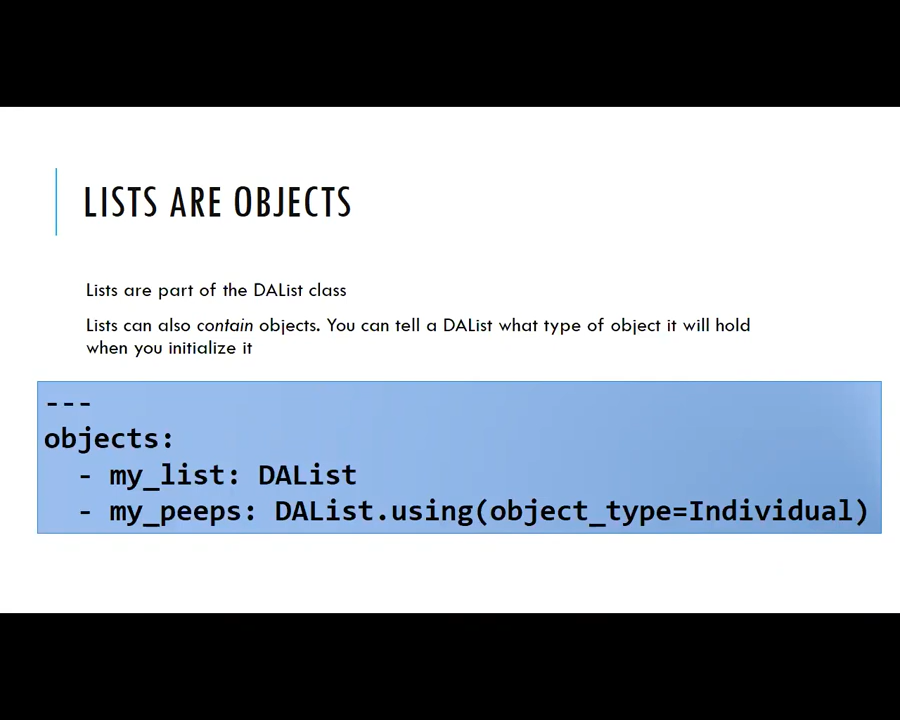 LISTS ARE OBJECTS
Lists are part of the DAList class
Lists can also contain objects. You can tell a DAList what type of object it will hold
when you initialize it
---
objects:
  - my_list: DAList
  - my_peeps: DAList.using(object_type=Individual)